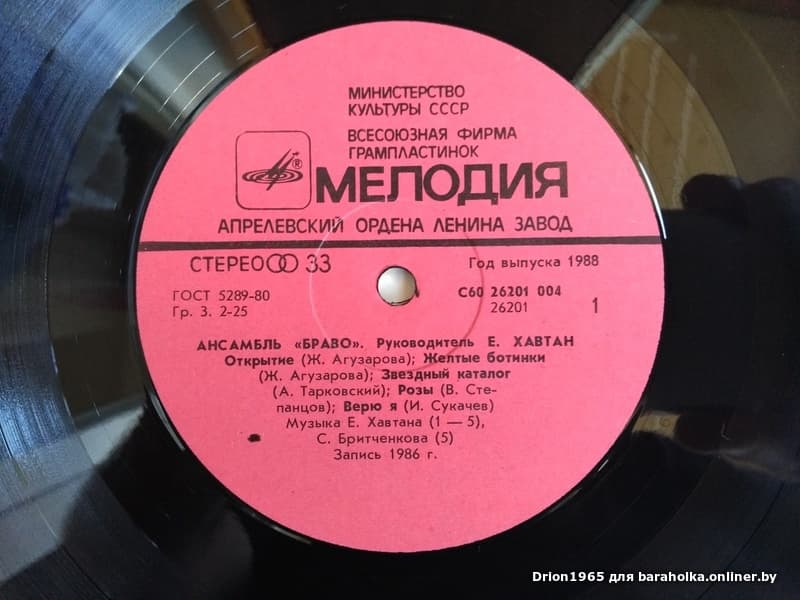 МИНИСТЕРСТВО
КУЛЬТУРЫ СССР
ВСЕСОЮЗНАЯ ФИРМА
ГРАМПЛАСТИНОК
®
МЕЛОДИЯ
АПРЕЛЕВСКИЙ ОРДЕНА ЛЕНИНА ЗАВОД
СТЕРЕО 33
Год выпуска 1988
ГОСТ 5289-80
Гр. 3. 2-25
С60 26201 004
26201
1
АНСАМБЛЬ «БРАВО». Руководитель Е. ХАВТАН
Открытие (Ж. Агузарова); Желтые ботинки
(Ж. Агузарова); Звездный каталог
(А. Тарковский); Розы (В. Сте-
панцов); Верю я (И. Сукачев)
Музыка Е. Хавтана (1 — 5),
С. Бритченкова (5)
Запись 1986 г.
Drion1965 для baraholka.onliner.by